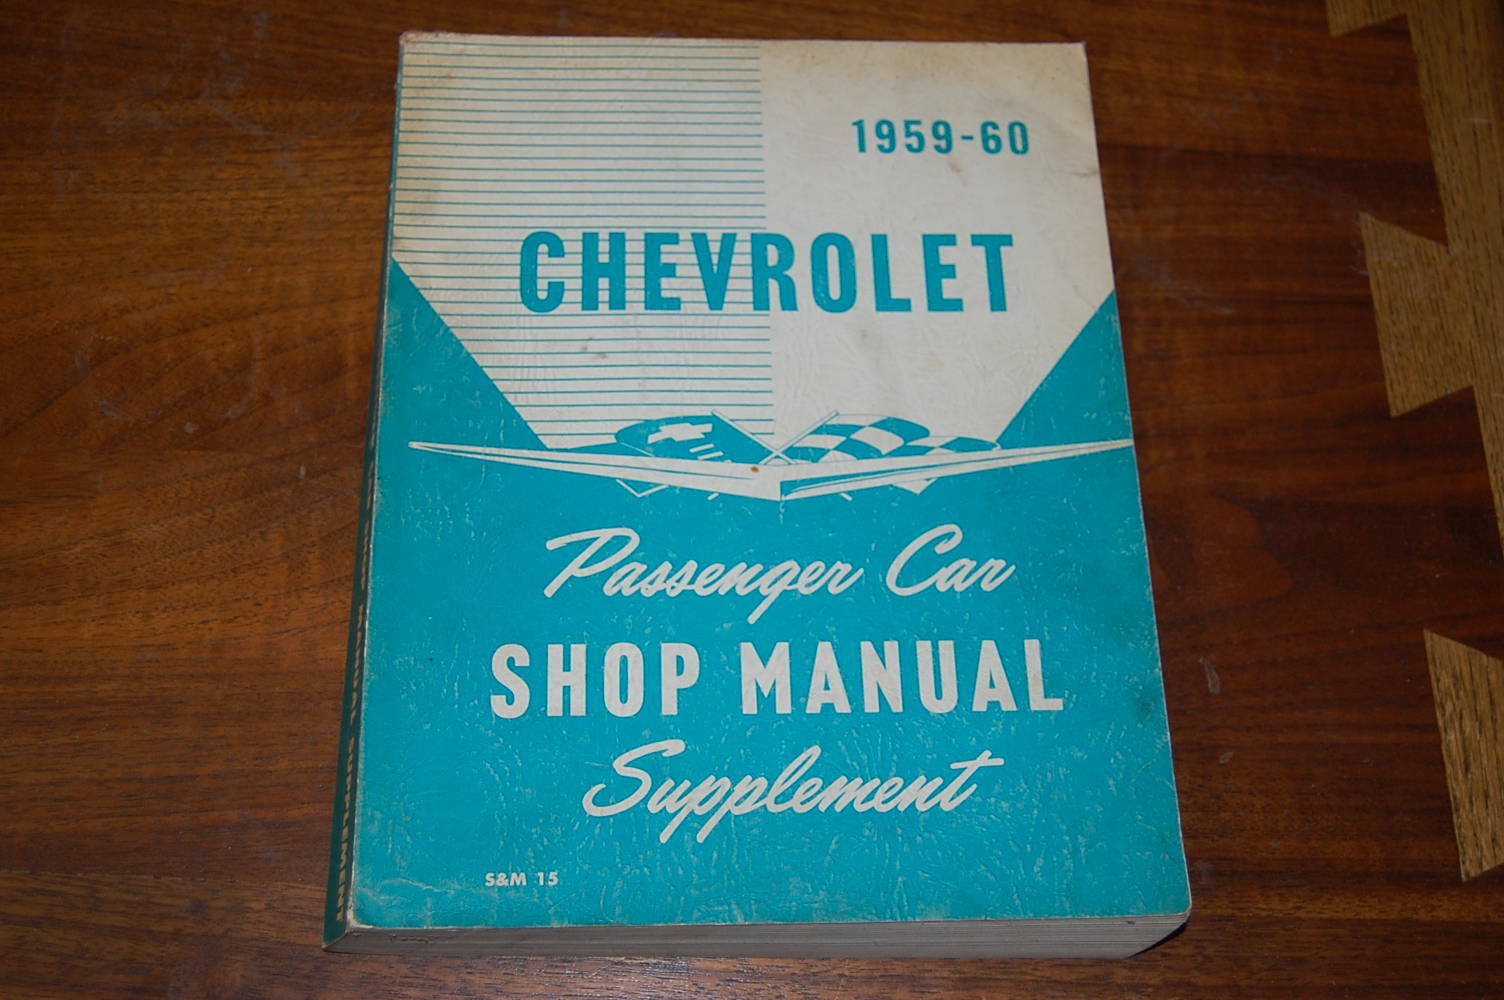 1959-60
CHEVROLET
Passenger Car
SHOP MANUAL
Supplement
S&M 15